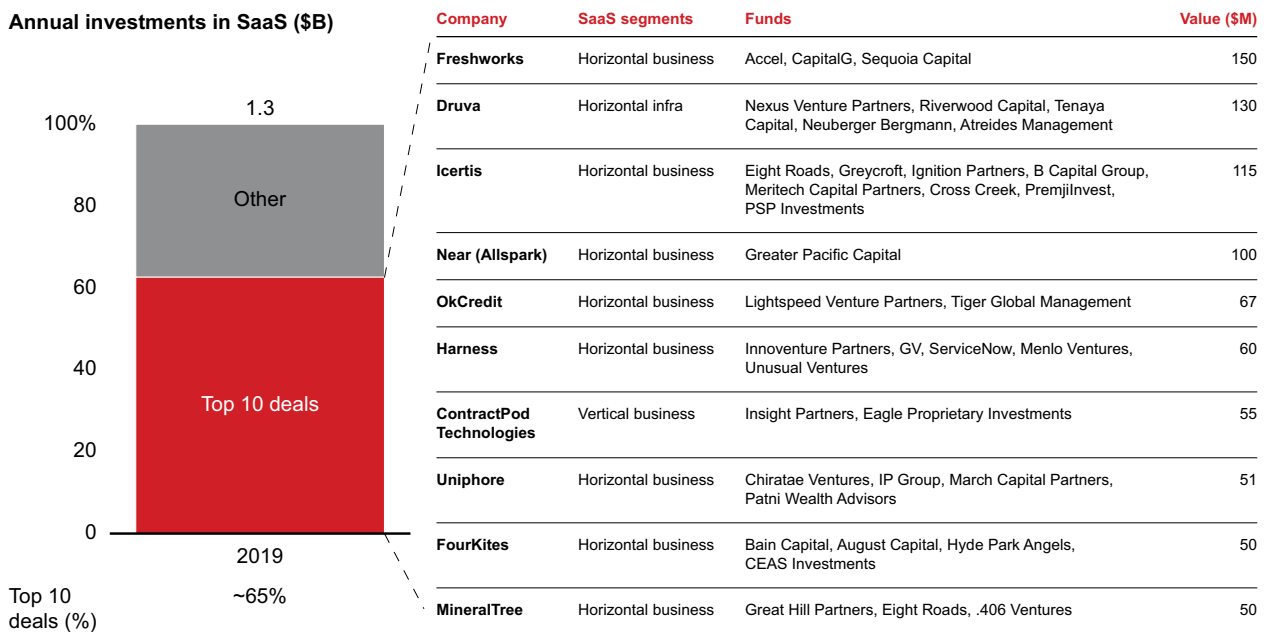 Annual investments in SaaS ($B)
1.3
100%
80
60
40
20
0
Other
Top 10 deals
2019
Top 10
deals (%)
~65%
Company SaaS segments Funds Value ($M)
Freshworks Horizontal business Accel, CapitalG, Sequoia Capital 150
Druva Horizontal infra Nexus Venture Partners, Riverwood Capital, Tenaya 130
Capital, Neuberger Bergmann, Atreides Management
Icertis Horizontal business Eight Roads, Greycroft, Ignition Partners, B Capital Group, 115
Meritech Capital Partners, Cross Creek, PremjiInvest,
PSP Investments
Near (Allspark) Horizontal business Greater Pacific Capital 100
OkCredit Horizontal business Lightspeed Venture Partners, Tiger Global Management 67
Harness Horizontal business Innoventure Partners, GV, ServiceNow, Menlo Ventures, 60
Unusual Ventures
ContractPod Vertical business Insight Partners, Eagle Proprietary Investments 55
Technologies
Uniphore Horizontal business Chiratae Ventures, IP Group, March Capital Partners, 51
Patni Wealth Advisors
FourKites Horizontal business Bain Capital, August Capital, Hyde Park Angels, 50
CEAS Investments
MineralTree Horizontal business Great Hill Partners, Eight Roads, .406 Ventures 50